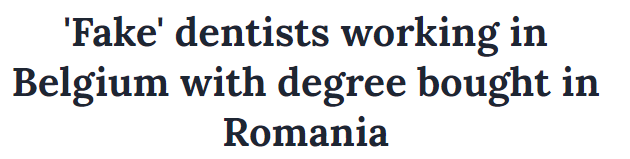 'Fake' dentists working in
Belgium with degree bought in
Romania